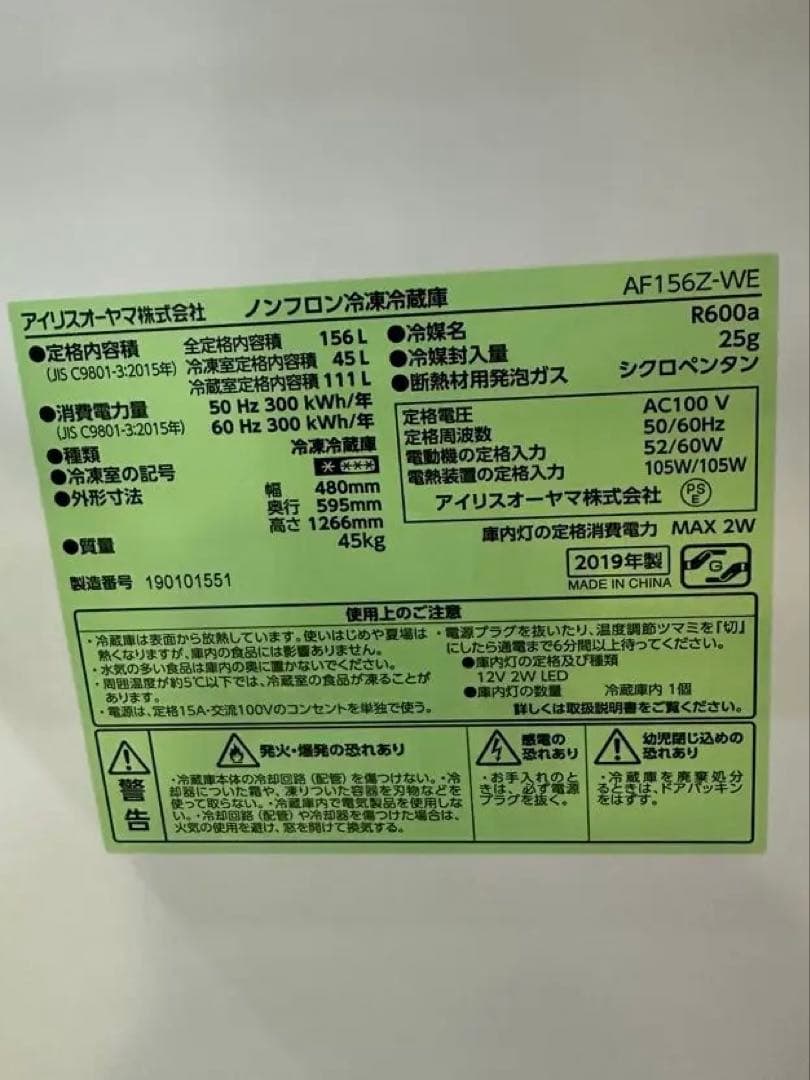 アイリスオーヤマ株式会社 ノンフロン冷凍冷蔵庫 AF156Z-WE
●定格内容積 全定格内容積 156 L
(JIS C9801-3:2015年) 冷凍室定格内容積 45 L
冷蔵室定格内容積 111 L
●消費電力量 50 Hz 300 kWh/年
(JIS C9801-3:2015年) 60 Hz 300 kWh/年
●種類 冷凍冷蔵庫
●冷凍室の記号
●外形寸法 幅 480mm
奥行 595mm
高さ 1266mm
●質量 45kg
製造番号 190101551
●冷媒名 R600a
●冷媒封入量 25g
●断熱材用発泡ガス シクロペンタン
定格電圧 AC100 V
定格周波数 50/60Hz
電動機の定格入力 52/60W
電熱装置の定格入力 105W/105W
アイリスオーヤマ株式会社 PSE
庫内灯の定格消費電力 MAX 2W
2019年製
MADE IN CHINA
G
使用上のご注意
・冷蔵庫は表面から放熱しています。使いはじめや夏場は
熱くなりますが、庫内の食品には影響ありません。
・水気の多い食品は庫内の奥に置かないでください。
・周囲温度が約5℃以下では、冷蔵室の食品が凍ることが
あります。
・電源は、定格15A・交流100Vのコンセントを単独で使う。
・電源プラグを抜いたり、温度調節ツマミを「切」
にしたら通電まで6分間以上待ってください。
●庫内灯の定格及び種類
12V 2W LED
●庫内灯の数量 冷蔵庫内 1個
詳しくは取扱説明書をご覧ください。
警告
発火・爆発の恐れあり
・冷蔵庫本体の冷却回路（配管）を傷つけない。・冷
却器についた霜や、凍りついた容器を刃物などを
使って取らない。・冷蔵庫内で電気製品を使用しな
い。・冷却回路（配管）や冷却器を傷つけた場合は、
火気の使用を避け、窓を開けて換気する。
感電の
恐れあり
・お手入れのと
きは、必ず電源
プラグを抜く。
幼児閉じ込めの
恐れあり
・冷蔵庫を廃棄処分
るときは、ドアパッキン
をはずす。